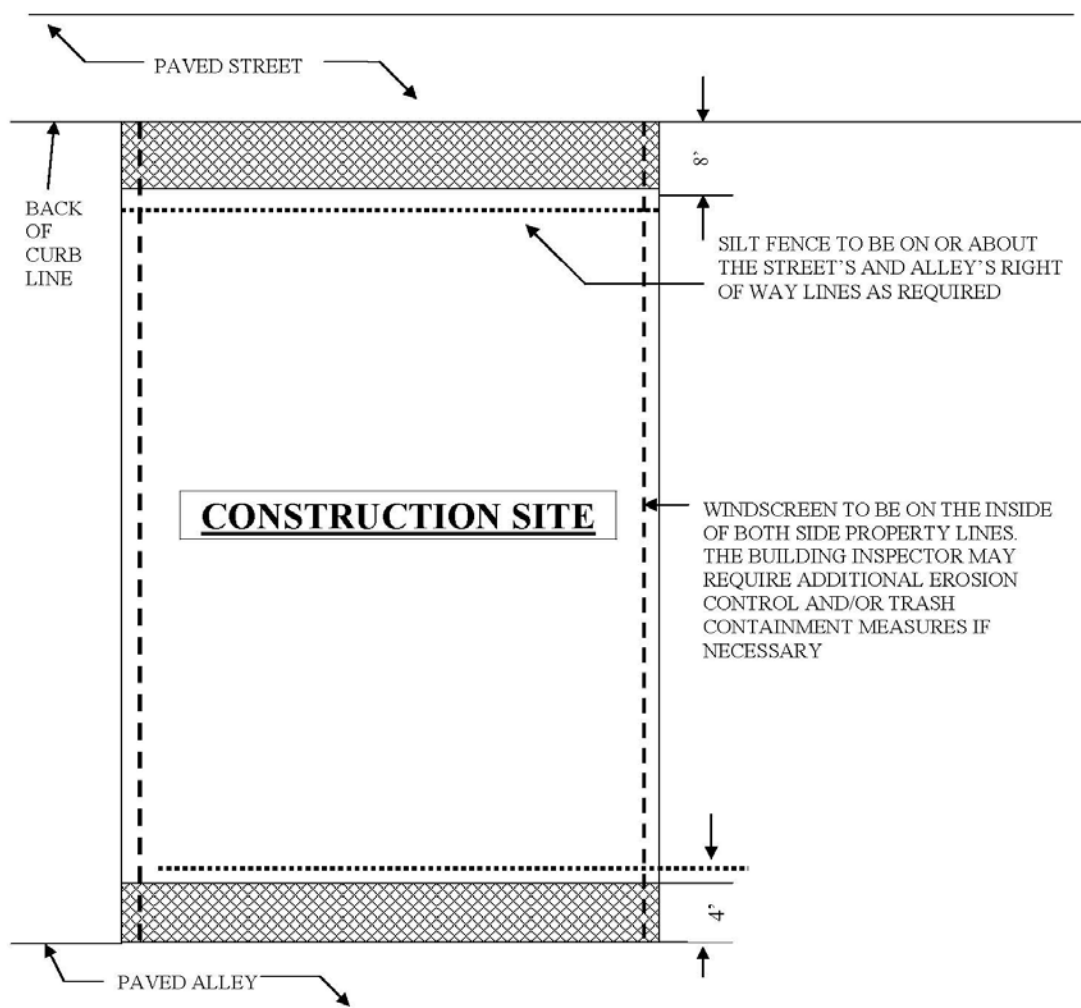 PAVED STREET
8'
BACK
OF
CURB
LINE
SILT FENCE TO BE ON OR ABOUT
THE STREET'S AND ALLEY'S RIGHT
OF WAY LINES AS REQUIRED
CONSTRUCTION SITE
WINDSCREEN TO BE ON THE INSIDE
OF BOTH SIDE PROPERTY LINES.
THE BUILDING INSPECTOR MAY
REQUIRE ADDITIONAL EROSION
CONTROL AND/OR TRASH
CONTAINMENT MEASURES IF
NECESSARY
4'
PAVED ALLEY